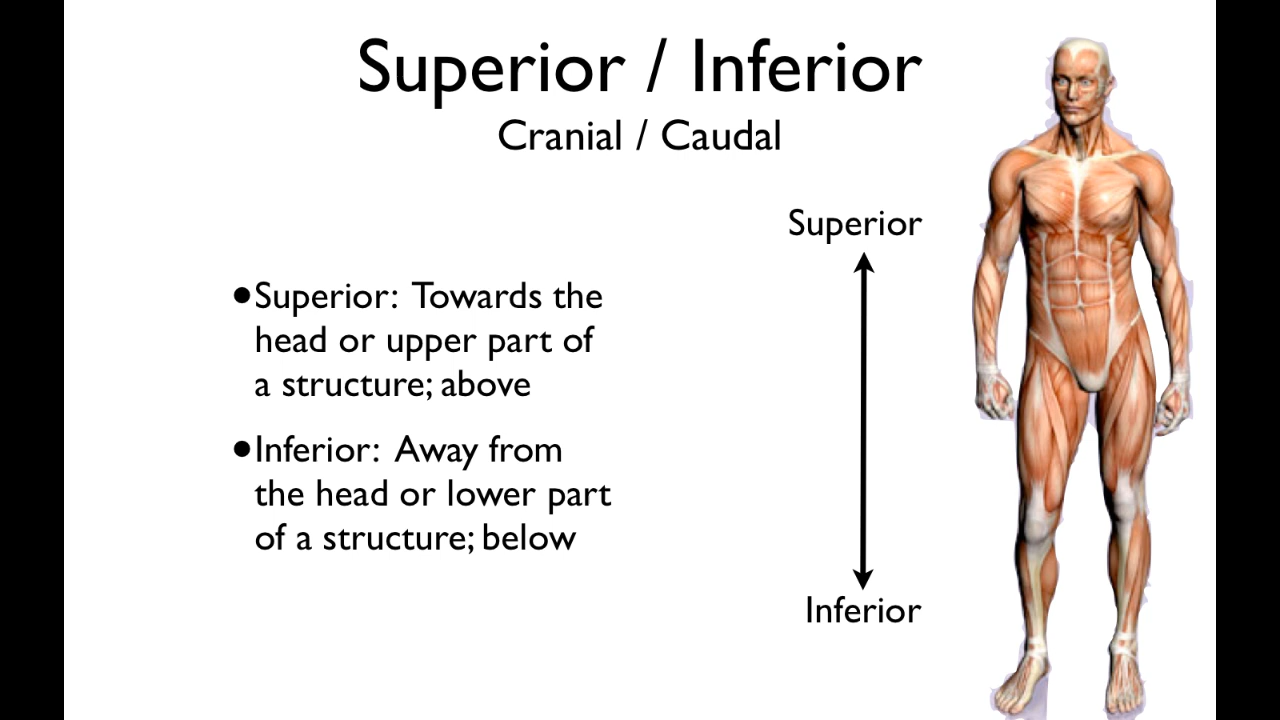 Superior / Inferior
Cranial / Caudal
Superior
•Superior: Towards the
head or upper part of
a structure; above
•Inferior: Away from
the head or lower part
of a structure; below
Inferior